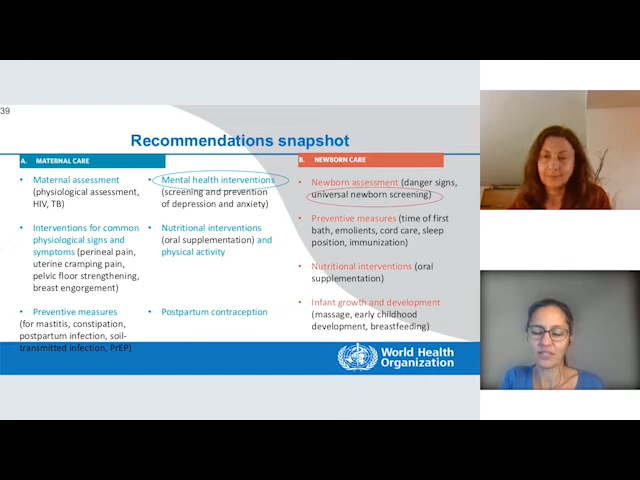 39
Recommendations snapshot
A. MATERNAL CARE
• Maternal assessment
(physiological assessment,
HIV, TB)
• Interventions for common
physiological signs and
symptoms (perineal pain,
uterine cramping pain,
pelvic floor strengthening,
breast engorgement)
• Preventive measures
(for mastitis, constipation,
postpartum infection, soil-
transmitted infection, PrEP)
• Mental health interventions
(screening and prevention
of depression and anxiety)
• Nutritional interventions
(oral supplementation) and
physical activity
• Postpartum contraception
B. NEWBORN CARE
• Newborn assessment (danger signs,
universal newborn screening)
• Preventive measures (time of first
bath, emolients, cord care, sleep
position, immunization)
• Nutritional interventions (oral
supplementation)
• Infant growth and development
(massage, early childhood
development, breastfeeding)
World Health
Organization